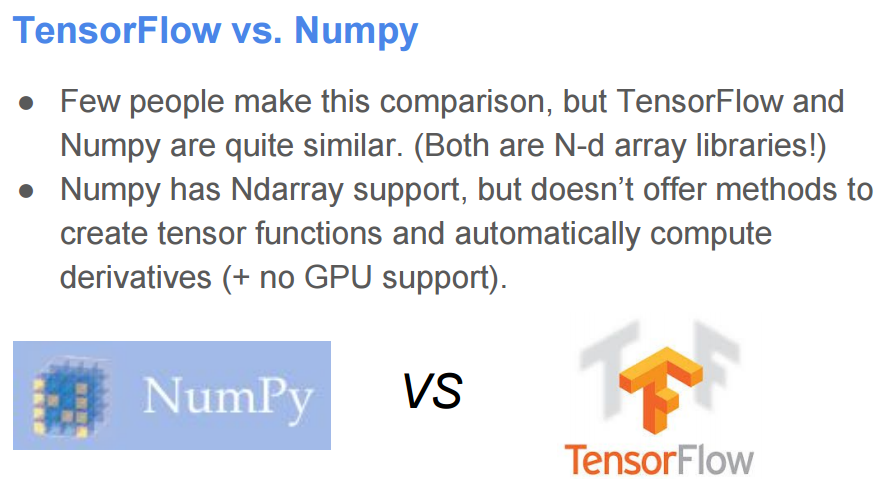 TensorFlow vs. Numpy
● Few people make this comparison, but TensorFlow and
Numpy are quite similar. (Both are N-d array libraries!)
● Numpy has Ndarray support, but doesn’t offer methods to
create tensor functions and automatically compute
derivatives (+ no GPU support).
NumPy
VS
TensorFlow